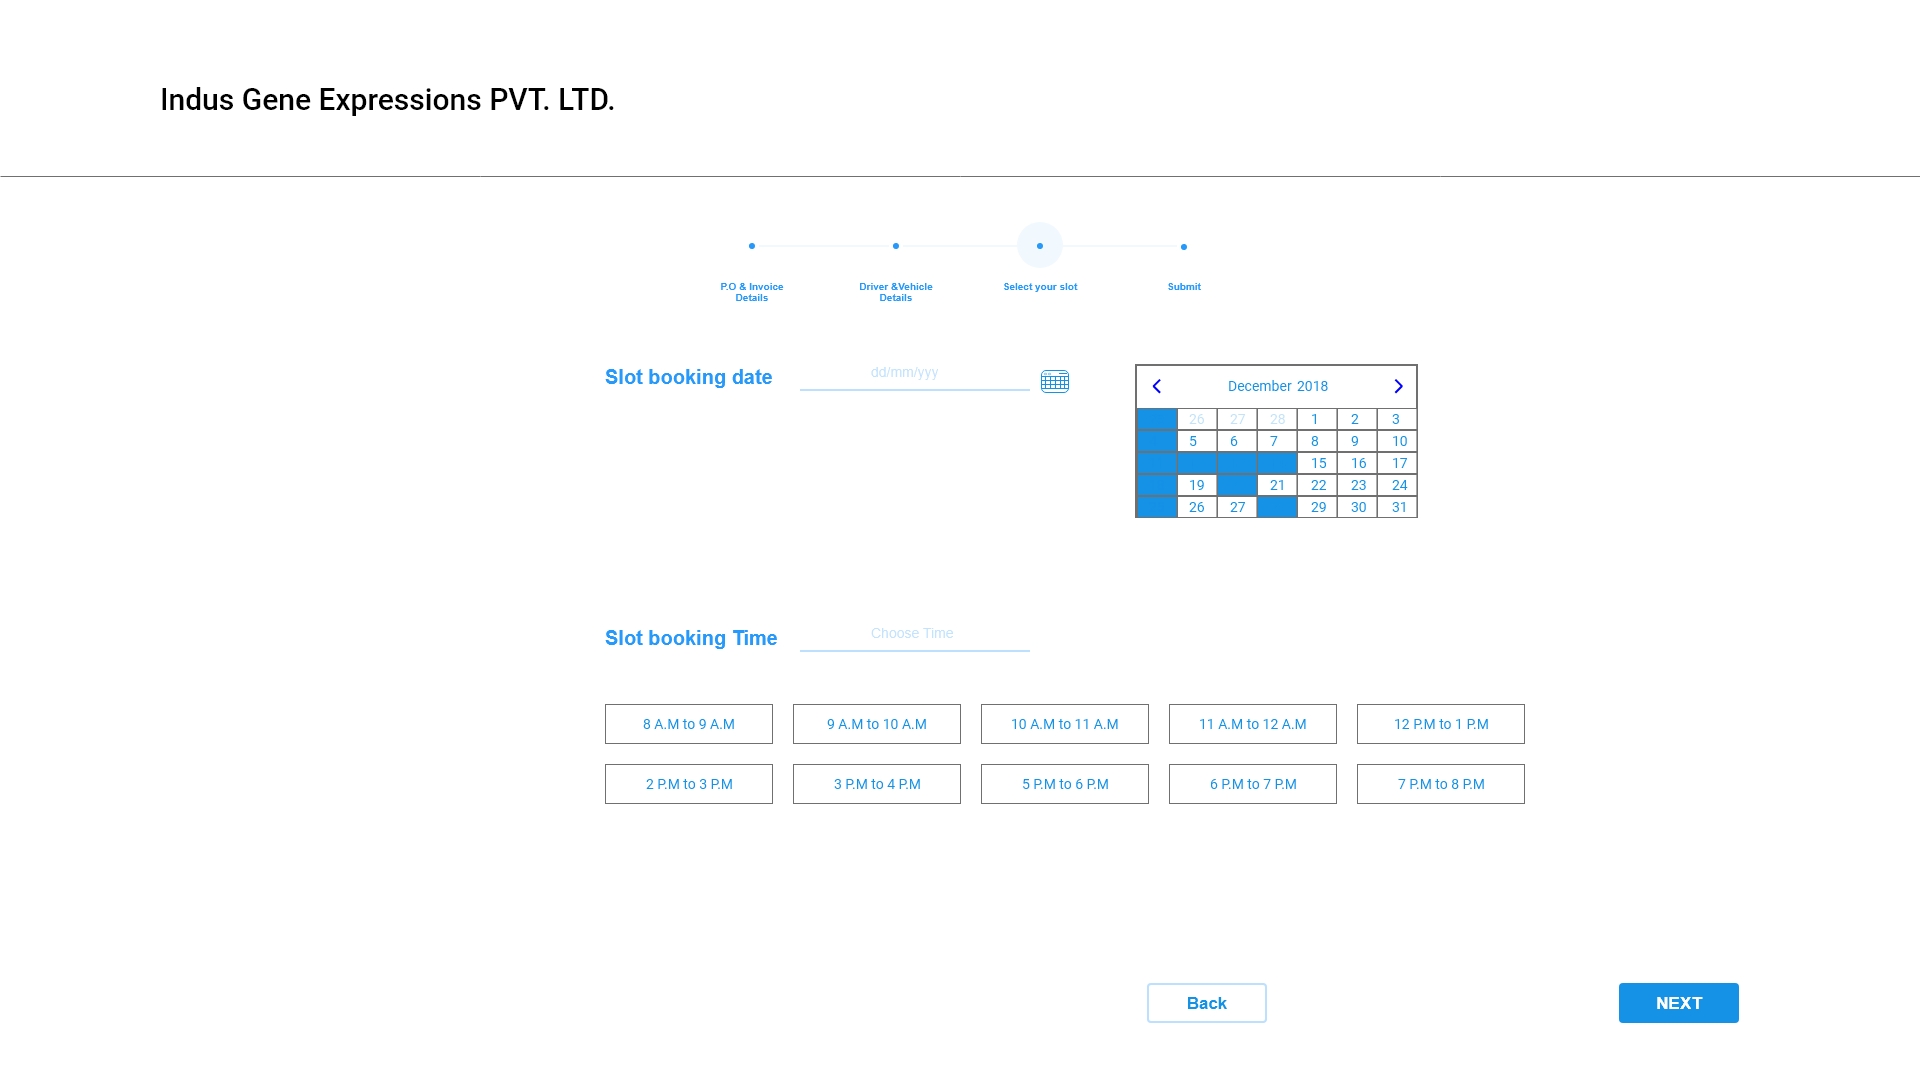 Indus Gene Expressions PVT. LTD.
P.O & Invoice
Details
Driver &Vehicle
Details
Select your slot
Submit
Slot booking date
dd/mm/yyy
December 2018
26 27 28 1 2 3
5 6 7 8 9 10
15 16 17
19 21 22 23 24
26 27 29 30 31
Slot booking Time
Choose Time
8 A.M to 9 A.M
9 A.M to 10 A.M
10 A.M to 11 A.M
11 A.M to 12 A.M
12 P.M to 1 P.M
2 P.M to 3 P.M
3 P.M to 4 P.M
5 P.M to 6 P.M
6 P.M to 7 P.M
7 P.M to 8 P.M
Back
NEXT